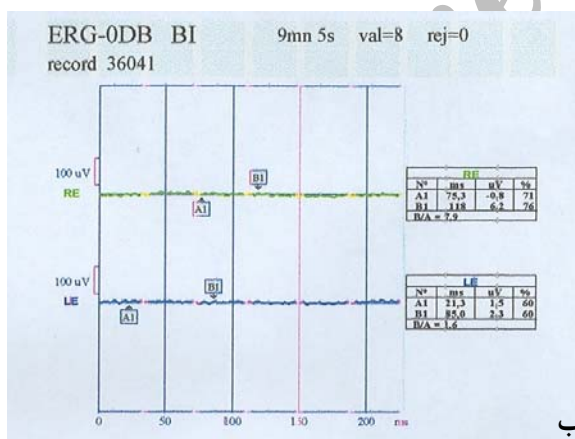 ERG-0DB BI 9mn 5s val=8 rej=0
record 36041
100 uV
RE
B1
A1
RE
N° ms uV %
A1 75,3 -0,8 71
B1 118 6,2 76
B/A = 7,9
100 uV
LE
B1
A1
LE
N° ms uV %
A1 21,3 1,5 60
B1 85,0 2,3 60
B/A = 1,6
0 50 100 150 200 ms
ب